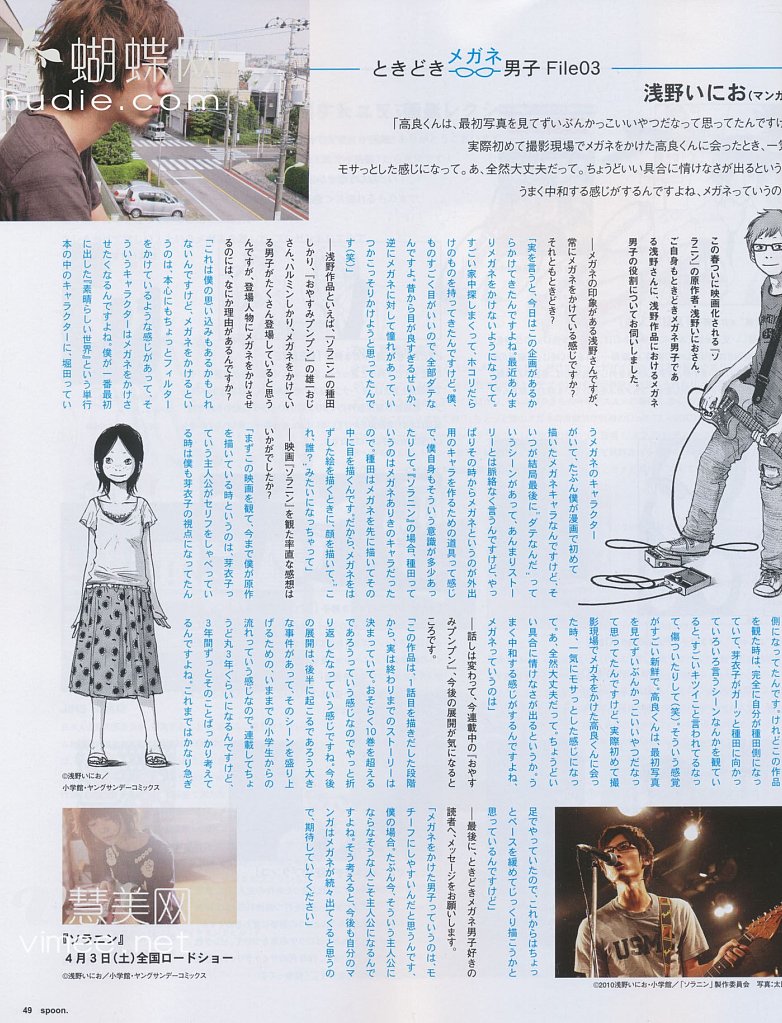 蝴蝶网
hudie.com
ときどきメガネ男子 File03
浅野いにお(マンガ
「高良くんは、最初写真を見てずいぶんかっこいいやつだなって思ってたんですけ
実際初めて撮影現場でメガネをかけた高良くんに会ったとき、一気
モサっとした感じになって。あ、全然大丈夫だって。ちょうどいい具合に情けなさが出るという
うまく中和する感じがするんですよね、メガネっていうの
この春ついに映画化される『ソ
ラニン』の原作者・浅野いにおさん。
ご自身もときどきメガネ男子であ
る浅野さんに、浅野作品におけるメガネ
男子の役割についてお伺いしました。
―メガネの印象がある浅野さんですが、
常にメガネをかけている感じですか?
それともときどき?
「実を言うと、今日はこの企画があるか
らかけてきたんですよね。最近あんま
りメガネをかけないようになってて。
すごい家中探しまくって、ホコリだら
けのものを持ってきたんですけど。僕、
ものすごく目がいいので、全部ダテな
んですよ。昔から目が良すぎるせいか、
逆にメガネに対して憧れがあって、い
つかこっそりかけようと思ってたんで
す(笑)」
―浅野作品といえば、『ソラニン』の種田
しかり、『おやすみプンプン』の雄一おじ
さん、ハルミンしかり、メガネをかけてい
る男子がたくさん登場していると思う
んですが、登場人物にメガネをかけさせ
るのには、なにか理由があるんですか?
「これは僕の思い込みもあるかもしれ
ないんですけど、メガネをかけるとい
うのは、本心にもちょっとフィルター
をかけているような感じがあって、そ
ういうキャラクターはメガネをかけさ
せたくなるんですよね。僕が一番最初
に出した『素晴らしい世界』という単行
本の中のキャラクターに、堀田ってい
うメガネのキャラクター
がいて、たぶん僕が漫画で初めて
描いたメガネキャラなんですけど、そ
いつが結局最後に、“ダテなんだ。”って
いうシーンがあって、あんまりストー
リーとは脈絡なく言うんですけど。やっ
ぱりその時からメガネというのが外出
用のキャラを作るための道具って感じ
で、僕自身もそういう意識が多少あっ
たりして。『ソラニン』の場合、種田って
いうのはメガネありきのキャラだった
ので。種田はメガネを先に描いてその
中に目を描くんです。だから、メガネをは
ずした絵を描くときに、顔を描いて、“こ
れ、誰?”みたいになっちゃって」
―映画『ソラニン』を観た率直な感想は
いかがでしたか?
「まずこの映画を観て、今まで僕が原作
を描いている時というのは、芽衣子っ
ていう主人公がセリフをしゃべってい
る時は僕も芽衣子の視点になってたん
側になってたんです。けれどこの作品
を観た時は、完全に自分が種田側になっ
ていて、芽衣子がガーッと種田に向かっ
ていろいろ言うシーンなんかを観てい
ると、すごいキツイこと言われてるなっ
て、傷ついたりして(笑)。そういう感覚
がすごい新鮮で。高良くんは、最初写真
を見てずいぶんかっこいいやつだなっ
て思ってたんですけど、実際初めて撮
影現場でメガネをかけた高良くんに会っ
た時、一気にモサっとした感じになっ
て。あ、全然大丈夫だって。ちょうどい
い具合に情けなさが出るというか。う
まく中和する感じがするんですよね、
メガネっていうのは」
―話しは変わって、今連載中の『おやす
みプンプン』、今後の展開が気になると
ころです。
「この作品は、1話目を描きだした段階
から、実は終わりまでのストーリーは
決まっていて。おそらく10巻を超える
であろうっていう感じなのでやっと折
り返したなっていう感じですね。今後
の展開は、後半に起こるであろう大き
な事件があって、そのシーンを盛り上
げるための、いままでの小学生からの
流れっていう感じなので。連載してちょ
うど丸3年ぐらいになるんですけど、
3年間ずっとそのことばっかり考えて
るんですよね。これまではかなり急ぎ
足でやっていたので、これからはちょっ
とペースを緩めてじっくり描こうかと
思っているんですけど」
―最後に、ときどきメガネ男子好きの
読者へ、メッセージをお願いします。
「メガネをかけた男子っていうのは、モ
チーフにしやすいんだと思うんです、
僕の場合。たぶん今、そういう主人公に
ならなそうな人こそ主人公になるんで
すよね。そう考えると、今後も自分のマ
ンガはメガネが続々出てくると思うの
で、期待していてください」
©浅野いにお/
小学館・ヤングサンデーコミックス
慧美网
vimee.net
『ソラニン』
4月3日(土)全国ロードショー
©浅野いにお/小学館・ヤングサンデーコミックス
USM
©2010浅野いにお・小学館/「ソラニン」製作委員会 写真:太
49 spoon.